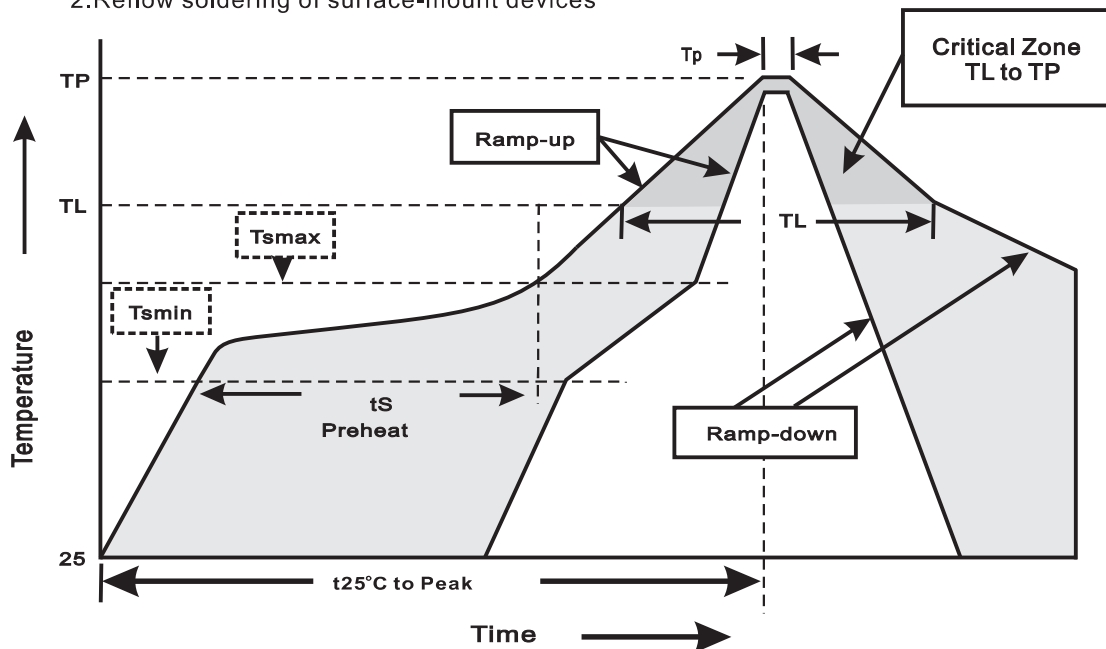 2.Reflow soldering of surface-mount devices
Tp
Critical Zone
TL to TP
TP
Ramp-up
TL
TL
Tsmax
Tsmin
tS
Preheat
Ramp-down
Temperature
25
t25°C to Peak
Time